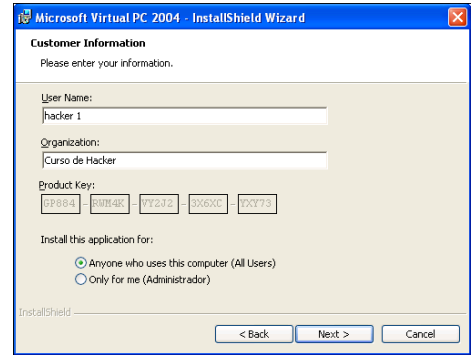 Microsoft Virtual PC 2004 - InstallShield Wizard
Customer Information
Please enter your information.
User Name:
hacker 1
Organization:
Curso de Hacker
Product Key:
GP884 - RWM4K - VY2J2 - 3X6XC - YXY73
Install this application for:
Anyone who uses this computer (All Users)
Only for me (Administrador)
InstallShield
< Back Next > Cancel